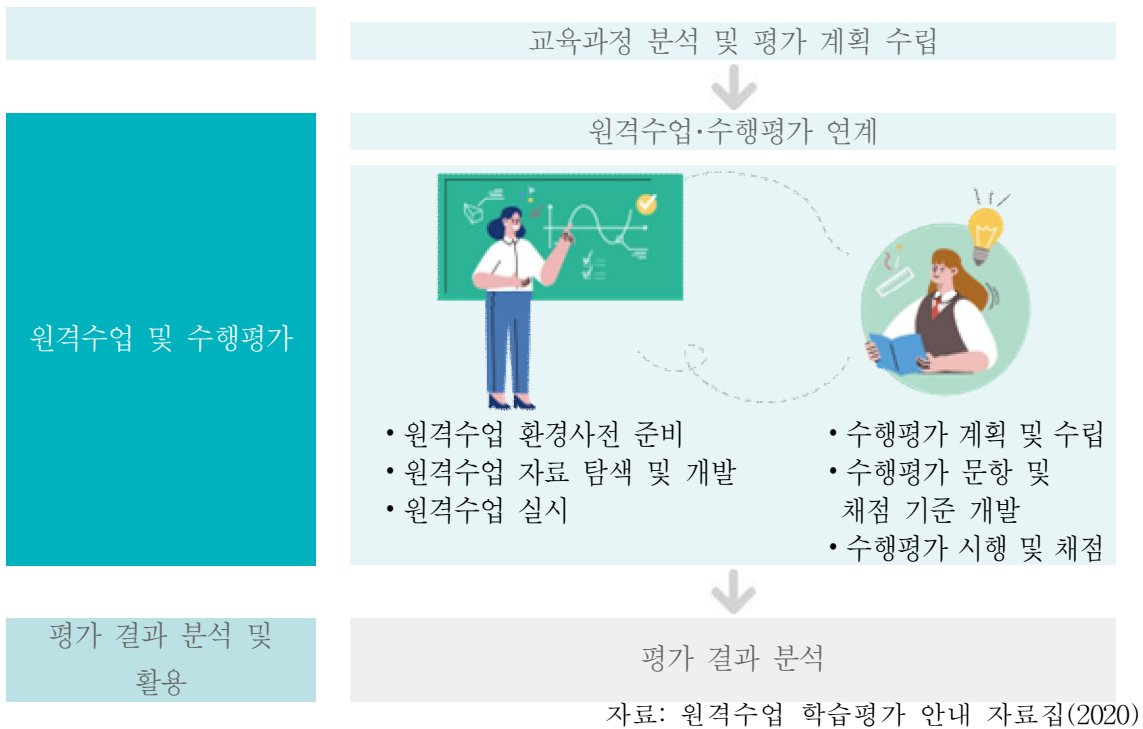 교육과정 분석 및 평가 계획 수립
원격수업·수행평가 연계
원격수업 및 수행평가
• 원격수업 환경사전 준비
• 원격수업 자료 탐색 및 개발
• 원격수업 실시
• 수행평가 계획 및 수립
• 수행평가 문항 및
채점 기준 개발
• 수행평가 시행 및 채점
평가 결과 분석 및
활용
평가 결과 분석
자료: 원격수업 학습평가 안내 자료집(2020)